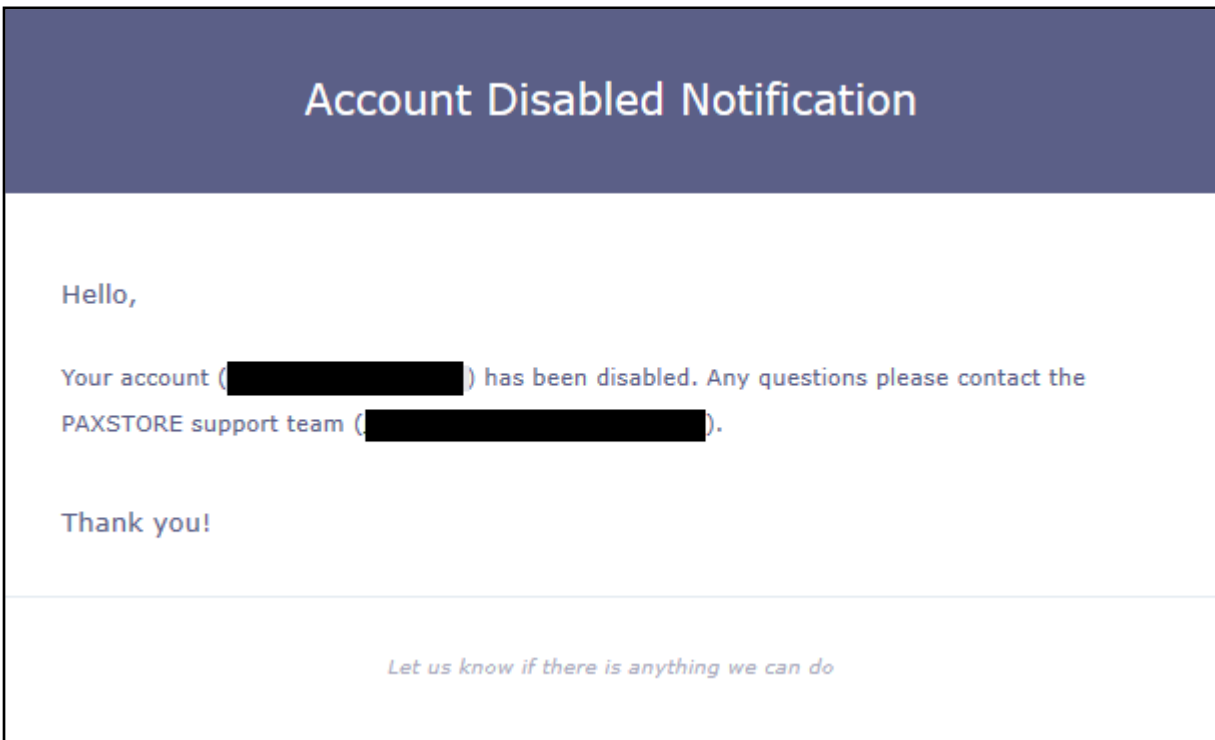 Account Disabled Notification
Hello,
Your account ( ) has been disabled. Any questions please contact the
PAXSTORE support team ( ).
Thank you!
Let us know if there is anything we can do